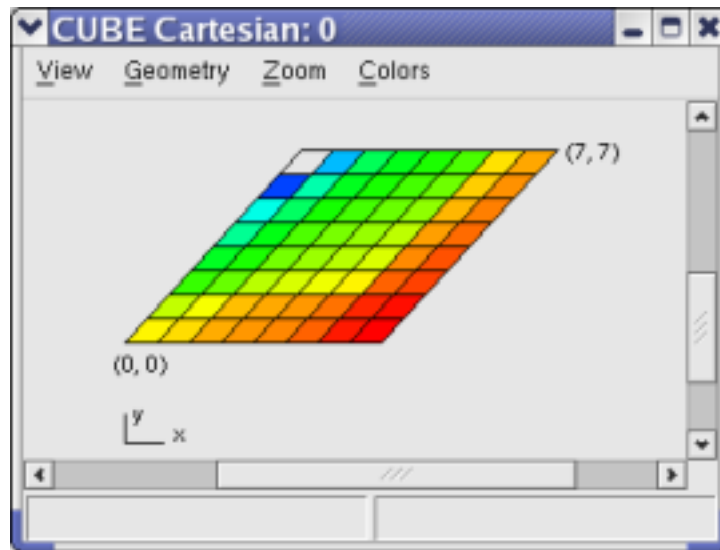 CUBE Cartesian: 0
View Geometry Zoom Colors
(7, 7)
(0, 0)
y
x